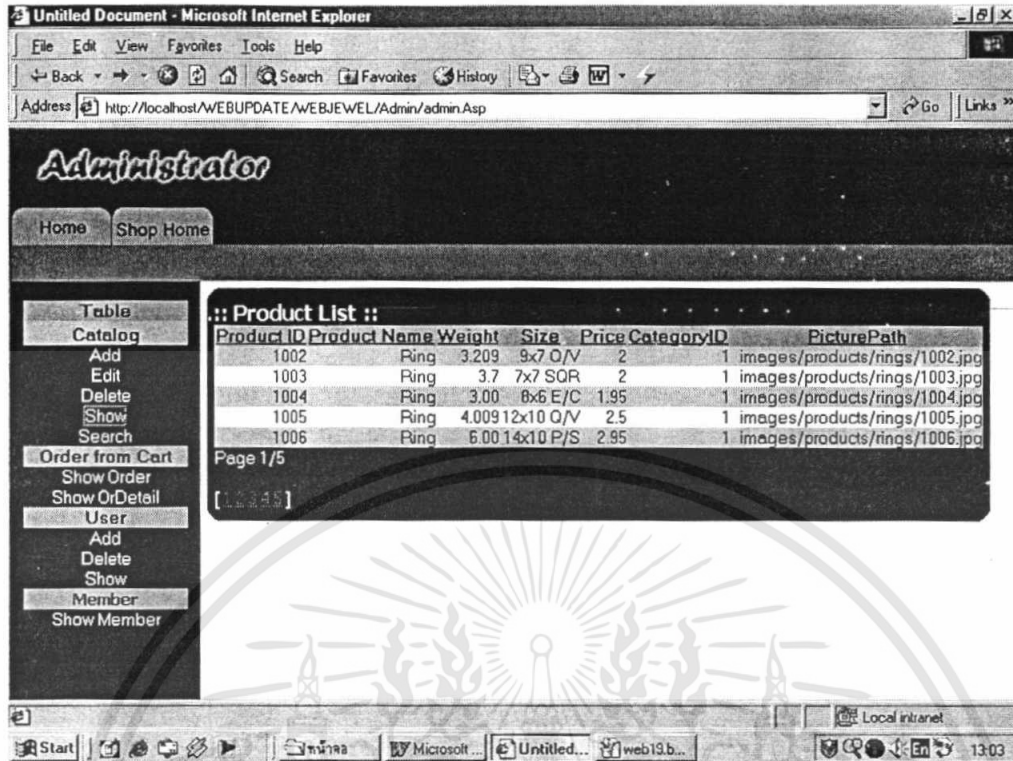 Untitled Document - Microsoft Internet Explorer
File Edit View Favorites Tools Help
Back Search Favorites History
Address http://localhost/WEBUPDATE/WEBJEWEL/Admin/admin.Asp Go Links »
Administrator
Home Shop Home
Table
Catalog
Add
Edit
Delete
Show
Search
Order from Cart
Show Order
Show OrDetail
User
Add
Delete
Show
Member
Show Member
.:: Product List ::
Product ID Product Name Weight Size Price CategoryID PicturePath
1002 Ring 3.209 9x7 O/V 2 1 images/products/rings/1002.jpg
1003 Ring 3.7 7x7 SQR 2 1 images/products/rings/1003.jpg
1004 Ring 3.00 8x6 E/C 1.95 1 images/products/rings/1004.jpg
1005 Ring 4.009 12x10 O/V 2.5 1 images/products/rings/1005.jpg
1006 Ring 6.00 14x10 P/S 2.95 1 images/products/rings/1006.jpg
Page 1/5
[1 2 3 4 5]
Local intranet
Start Microsoft ... Untitled... web19.b... En 13:03